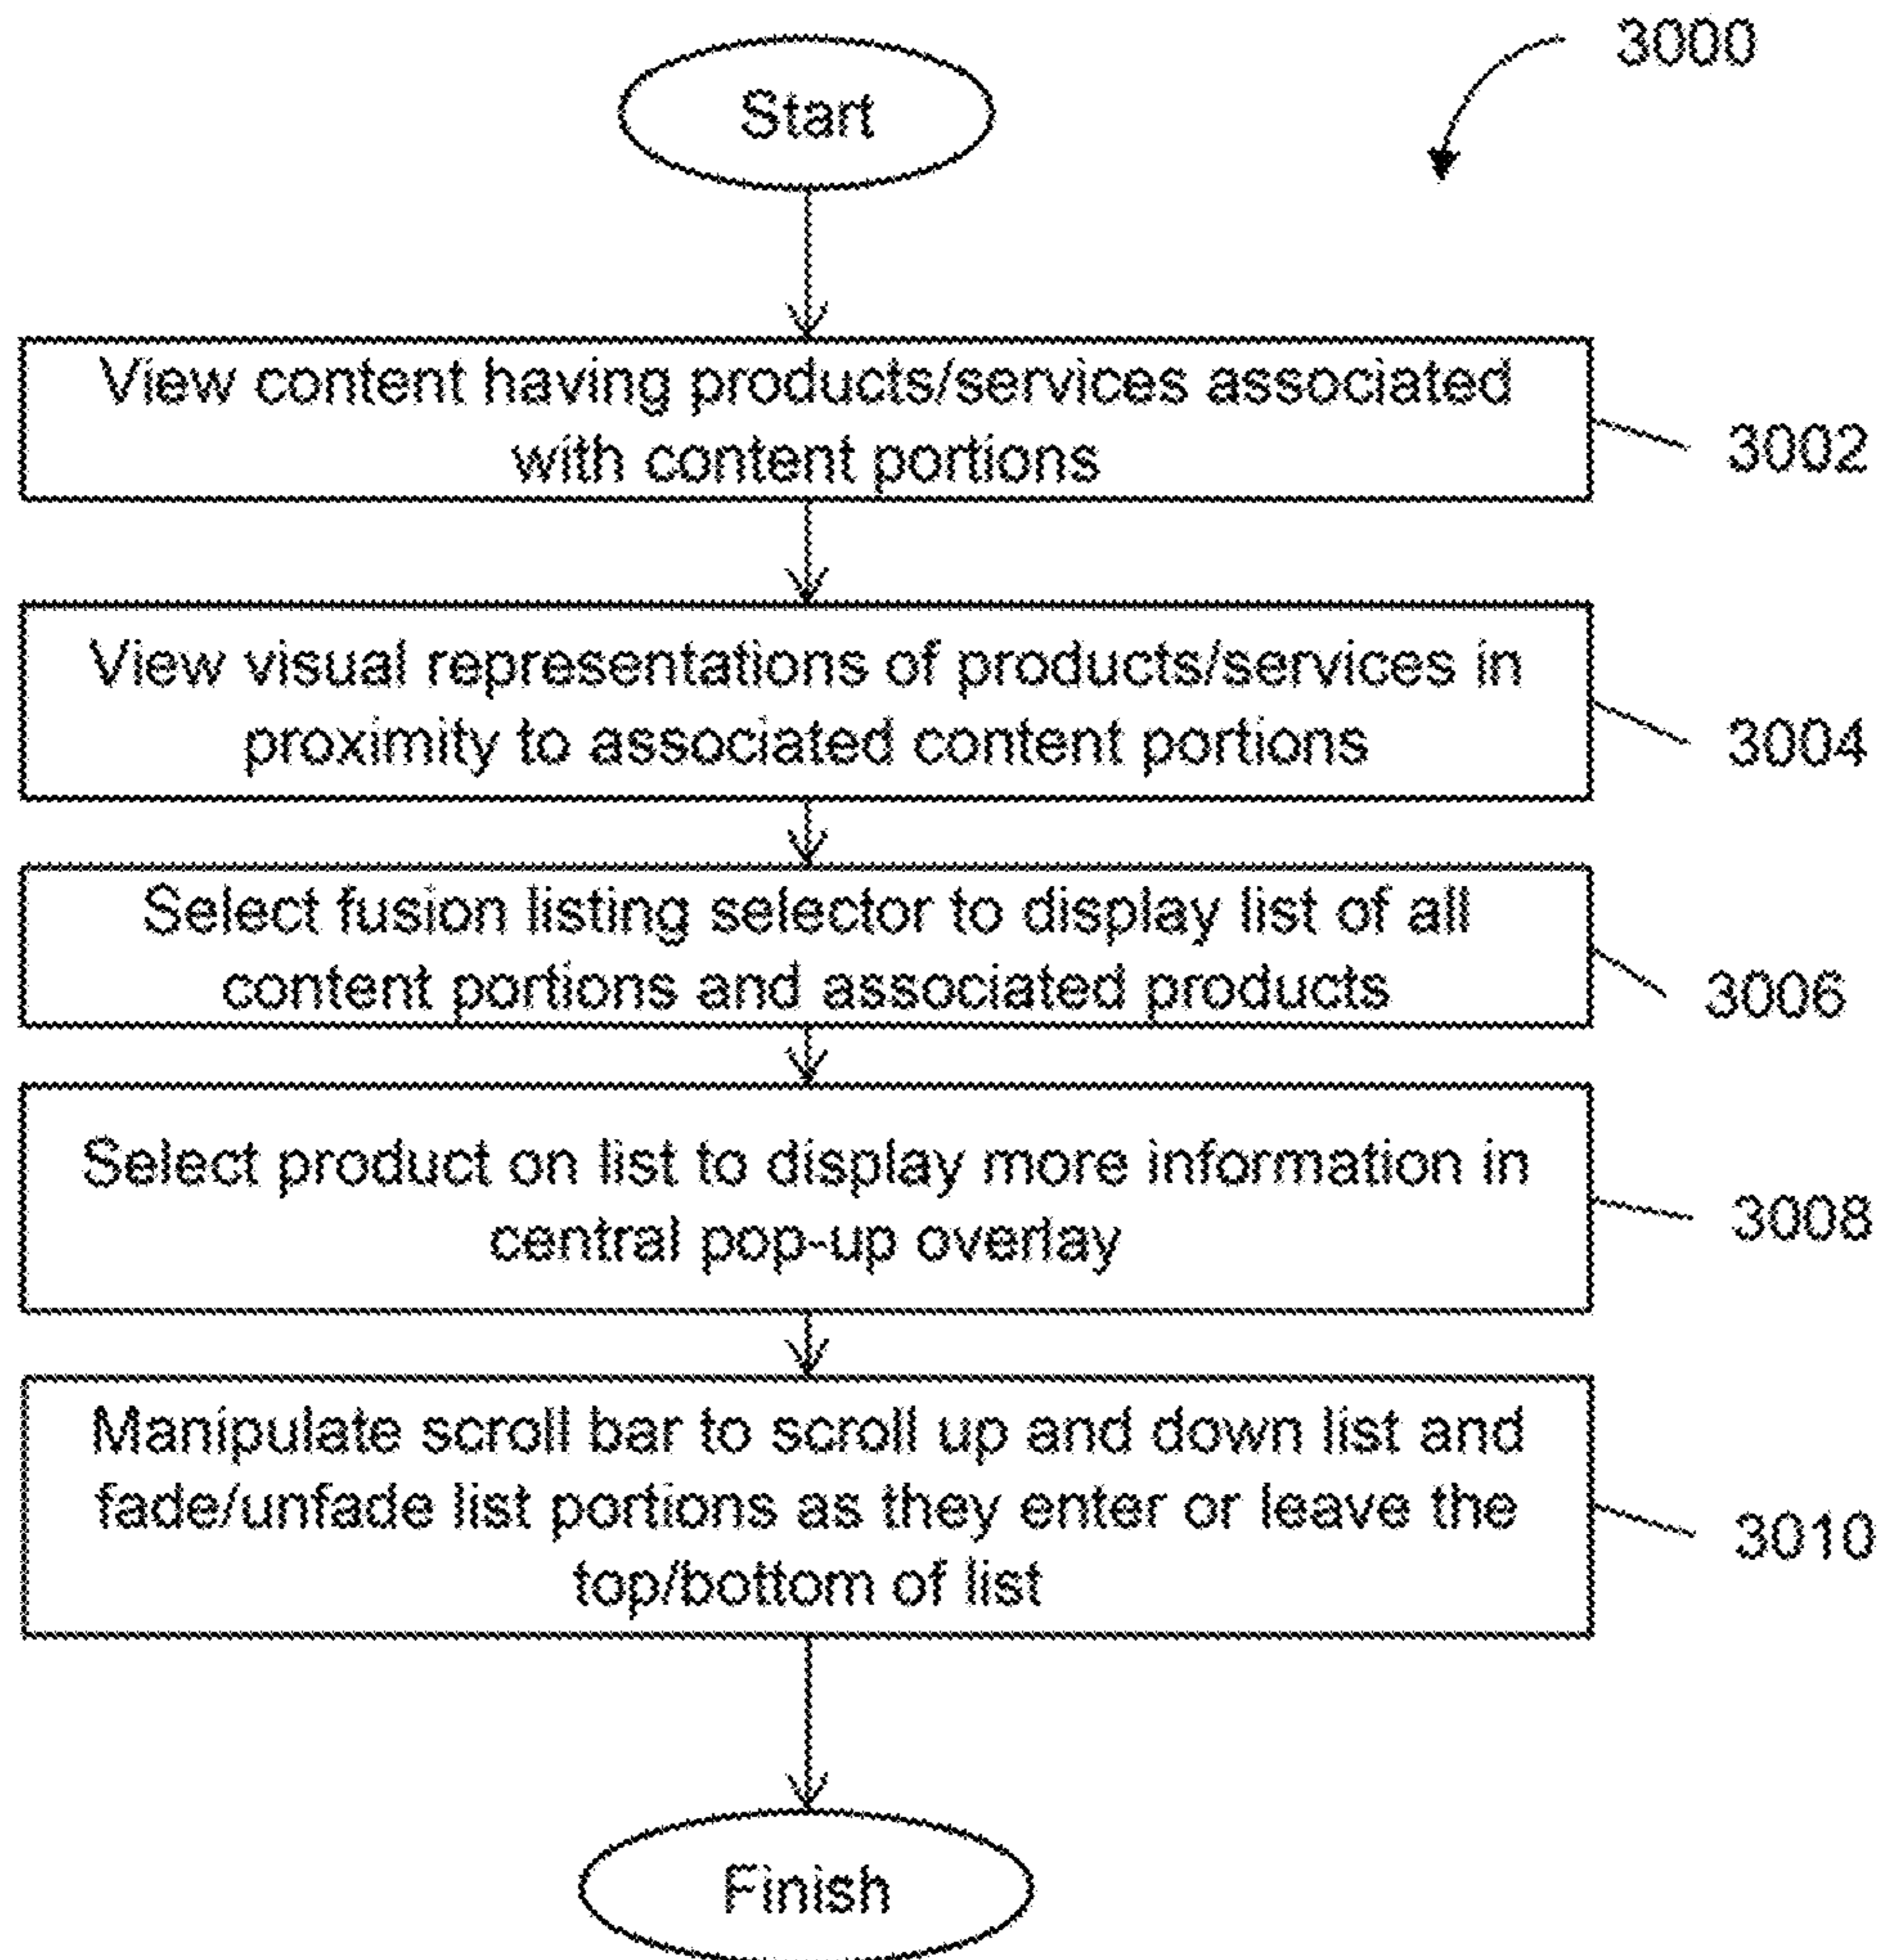 3000
Start
View content having products/services associated
with content portions
3002
View visual representations of products/services in
proximity to associated content portions
3004
Select fusion listing selector to display list of all
content portions and associated products
3006
Select product on list to display more information in
central pop-up overlay
3008
Manipulate scroll bar to scroll up and down list and
fade/unfade list portions as they enter or leave the
top/bottom of list
3010
Finish